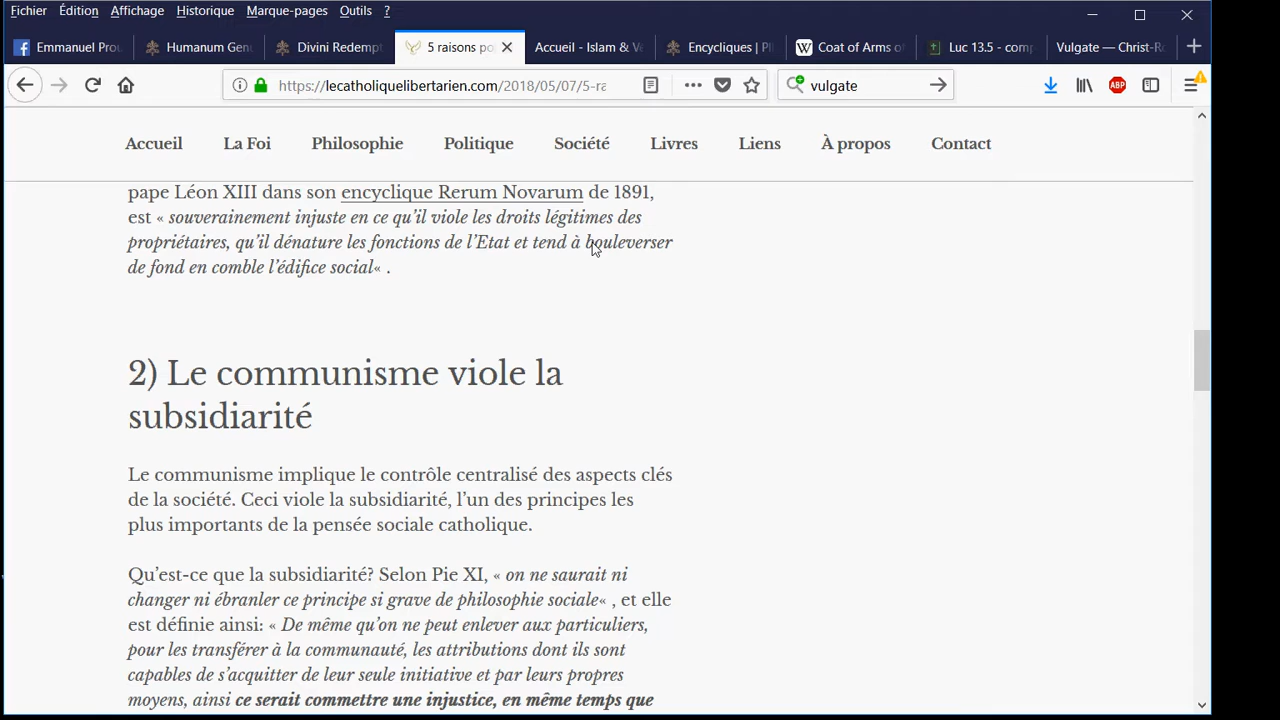 Fichier Édition Affichage Historique Marque-pages Outils ?
Emmanuel Prou Humanum Genu Divini Redempt 5 raisons po Accueil - Islam & V Encycliques | PI Coat of Arms o Luc 13.5 - comp Vulgate — Christ-R
https://lecatholiquelibertarien.com/2018/05/07/5-ra vulgate
ABP
Accueil La Foi Philosophie Politique Société Livres Liens À propos Contact
pape Léon XIII dans son encyclique Rerum Novarum de 1891,
est « souverainement injuste en ce qu’il viole les droits légitimes des
propriétaires, qu’il dénature les fonctions de l’Etat et tend à bouleverser
de fond en comble l’édifice social« .
2) Le communisme viole la
subsidiarité
Le communisme implique le contrôle centralisé des aspects clés
de la société. Ceci viole la subsidiarité, l’un des principes les
plus importants de la pensée sociale catholique.
Qu’est-ce que la subsidiarité? Selon Pie XI, « on ne saurait ni
changer ni ébranler ce principe si grave de philosophie sociale« , et elle
est définie ainsi: « De même qu’on ne peut enlever aux particuliers,
pour les transférer à la communauté, les attributions dont ils sont
capables de s’acquitter de leur seule initiative et par leurs propres
moyens, ainsi ce serait commettre une injustice, en même temps que